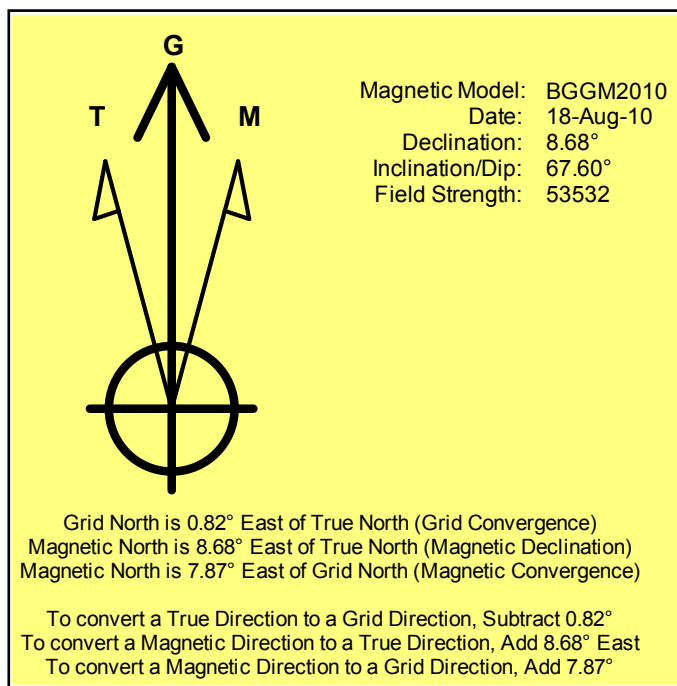 G
T M
Magnetic Model: BGGM2010
Date: 18-Aug-10
Declination: 8.68°
Inclination/Dip: 67.60°
Field Strength: 53532
Grid North is 0.82° East of True North (Grid Convergence)
Magnetic North is 8.68° East of True North (Magnetic Declination)
Magnetic North is 7.87° East of Grid North (Magnetic Convergence)
To convert a True Direction to a Grid Direction, Subtract 0.82°
To convert a Magnetic Direction to a True Direction, Add 8.68° East
To convert a Magnetic Direction to a Grid Direction, Add 7.87°